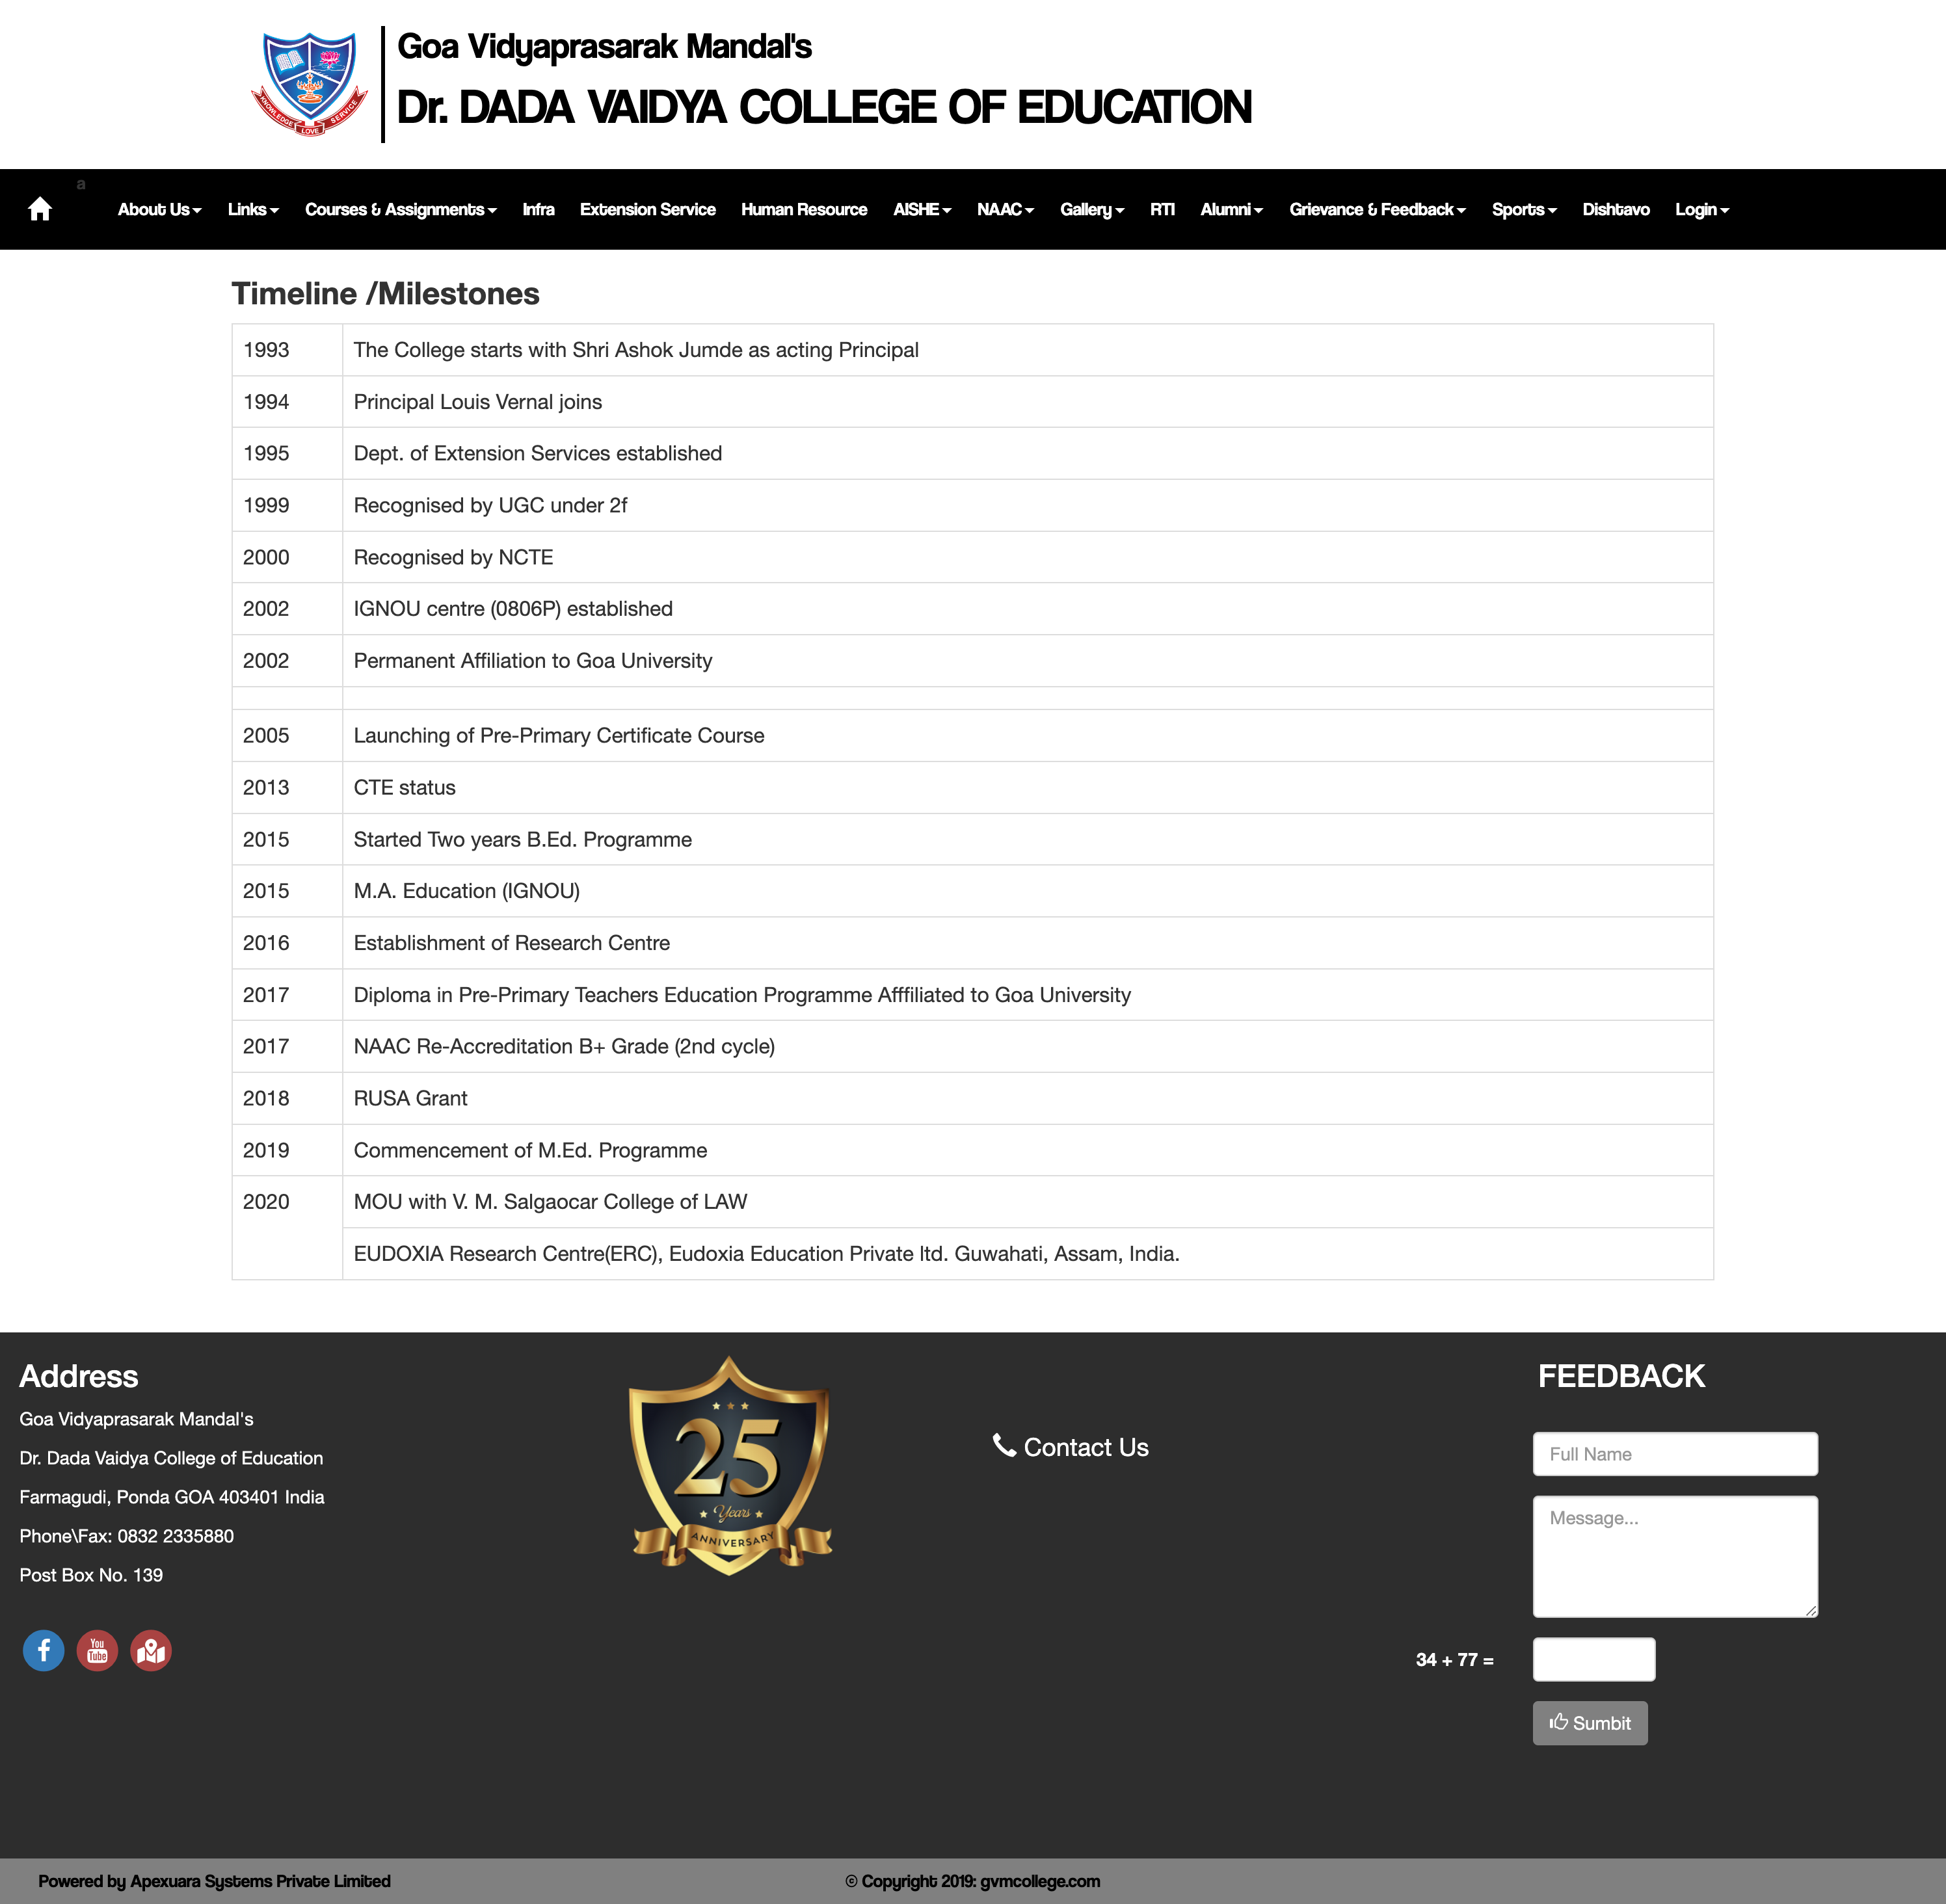 KNOWLEDGE LOVE SERVICE
Goa Vidyaprasarak Mandal's
Dr. DADA VAIDYA COLLEGE OF EDUCATION
a
About Us Links Courses & Assignments Infra Extension Service Human Resource AISHE NAAC Gallery RTI Alumni Grievance & Feedback Sports Dishtavo Login
Timeline /Milestones
1993 The College starts with Shri Ashok Jumde as acting Principal
1994 Principal Louis Vernal joins
1995 Dept. of Extension Services established
1999 Recognised by UGC under 2f
2000 Recognised by NCTE
2002 IGNOU centre (0806P) established
2002 Permanent Affiliation to Goa University
2005 Launching of Pre-Primary Certificate Course
2013 CTE status
2015 Started Two years B.Ed. Programme
2015 M.A. Education (IGNOU)
2016 Establishment of Research Centre
2017 Diploma in Pre-Primary Teachers Education Programme Afffiliated to Goa University
2017 NAAC Re-Accreditation B+ Grade (2nd cycle)
2018 RUSA Grant
2019 Commencement of M.Ed. Programme
2020 MOU with V. M. Salgaocar College of LAW
EUDOXIA Research Centre(ERC), Eudoxia Education Private ltd. Guwahati, Assam, India.
Address
Goa Vidyaprasarak Mandal's
Dr. Dada Vaidya College of Education
Farmagudi, Ponda GOA 403401 India
Phone\Fax: 0832 2335880
Post Box No. 139
You
Tube
25
Years
ANNIVERSARY
Contact Us
FEEDBACK
Full Name
Message...
34 + 77 =
Sumbit
Powered by Apexuara Systems Private Limited
© Copyright 2019: gvmcollege.com